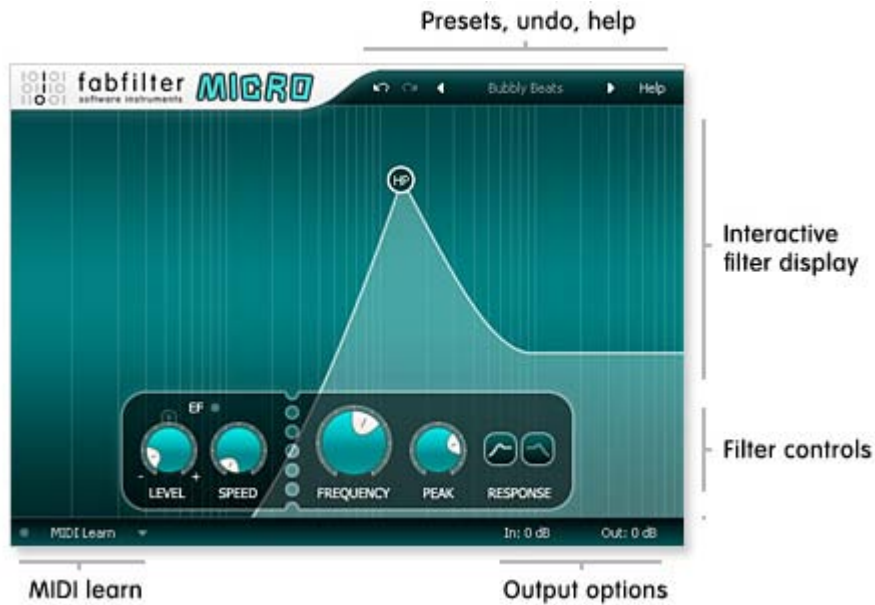 Presets, undo, help
fabfilter MICRO
software instruments
Bubbly Beats Help
HP
Interactive
filter display
EF
- +
LEVEL SPEED FREQUENCY PEAK RESPONSE
Filter controls
MIDI Learn In: 0 dB Out: 0 dB
MIDI learn Output options